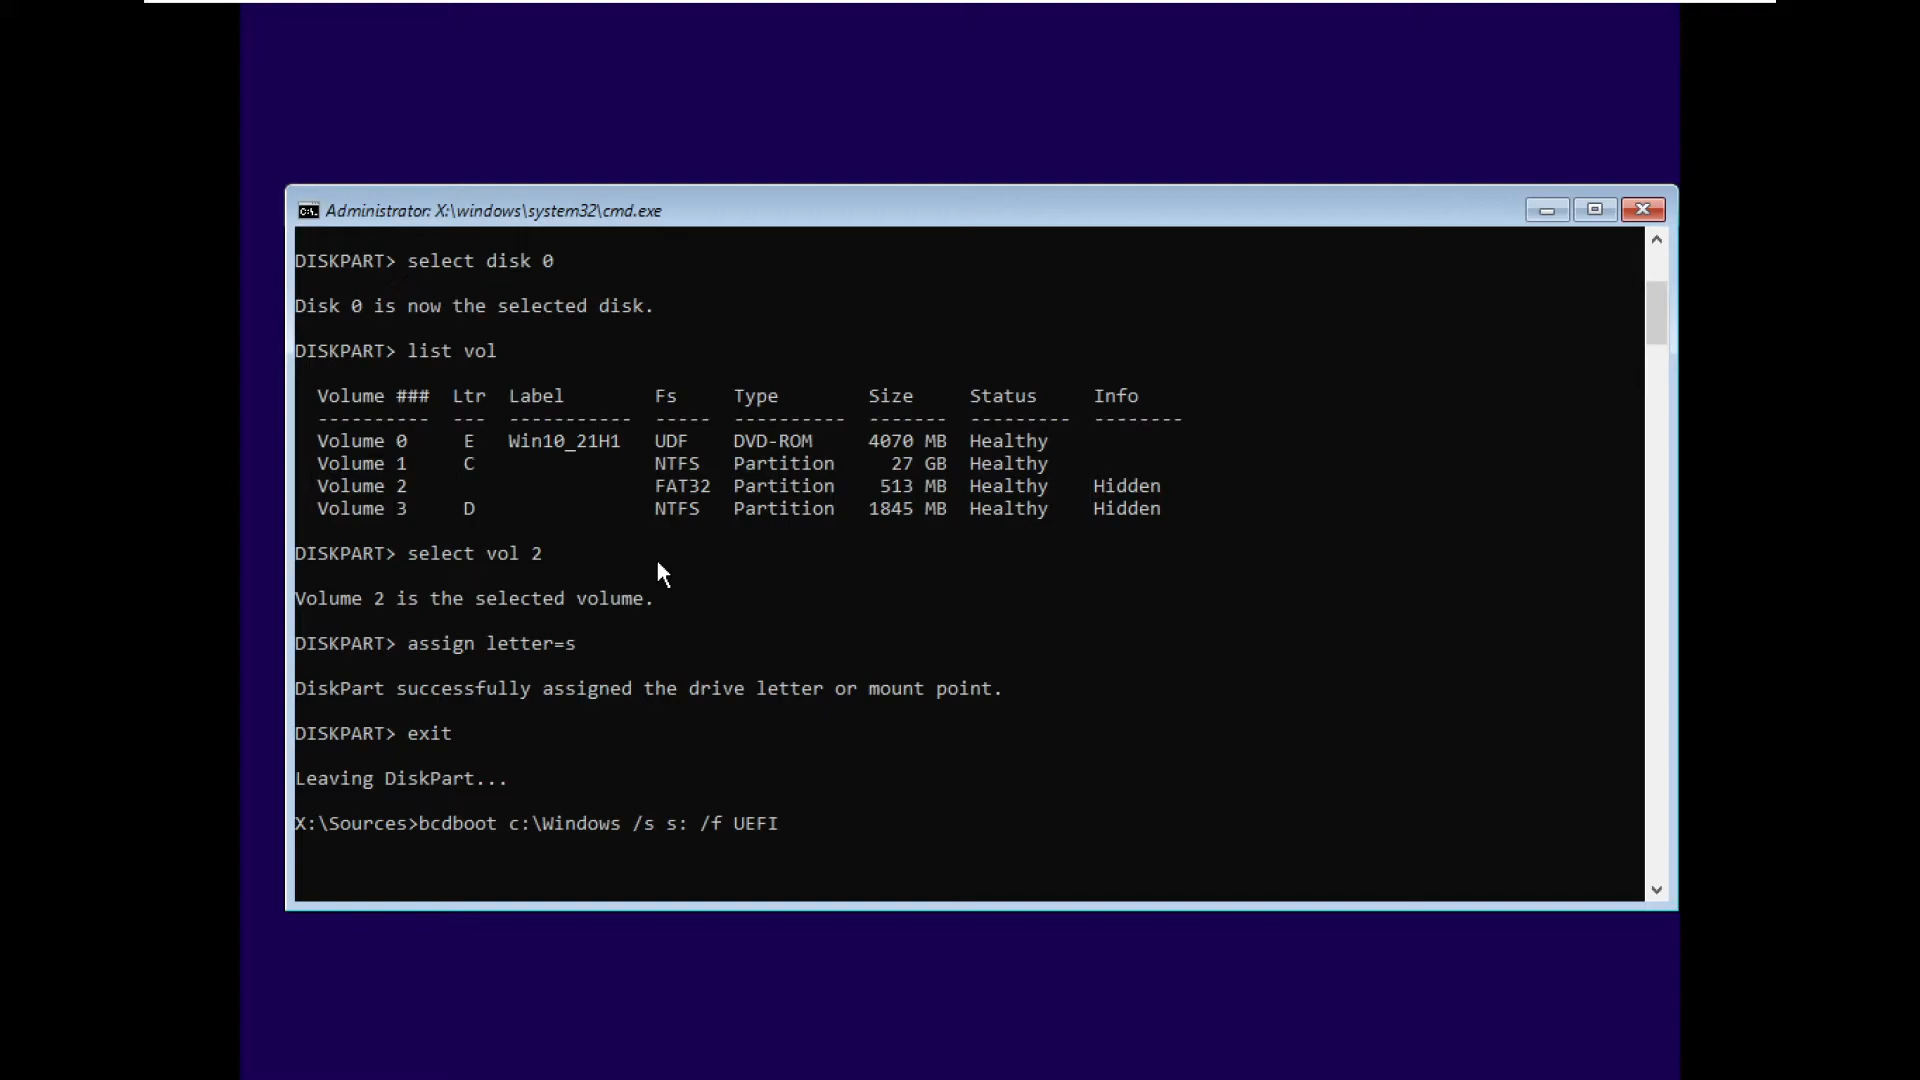 Administrator: X:\windows\system32\cmd.exe
DISKPART> select disk 0
Disk 0 is now the selected disk.
DISKPART> list vol
  Volume ###  Ltr  Label        Fs     Type        Size     Status     Info
  ----------  ---  -----------  -----  ----------  -------  ---------  --------
  Volume 0     E   Win10_21H1   UDF    DVD-ROM     4070 MB  Healthy
  Volume 1     C                NTFS   Partition     27 GB  Healthy
  Volume 2                      FAT32  Partition    513 MB  Healthy    Hidden
  Volume 3     D                NTFS   Partition   1845 MB  Healthy    Hidden
DISKPART> select vol 2
Volume 2 is the selected volume.
DISKPART> assign letter=s
DiskPart successfully assigned the drive letter or mount point.
DISKPART> exit
Leaving DiskPart...
X:\Sources>bcdboot c:\Windows /s s: /f UEFI